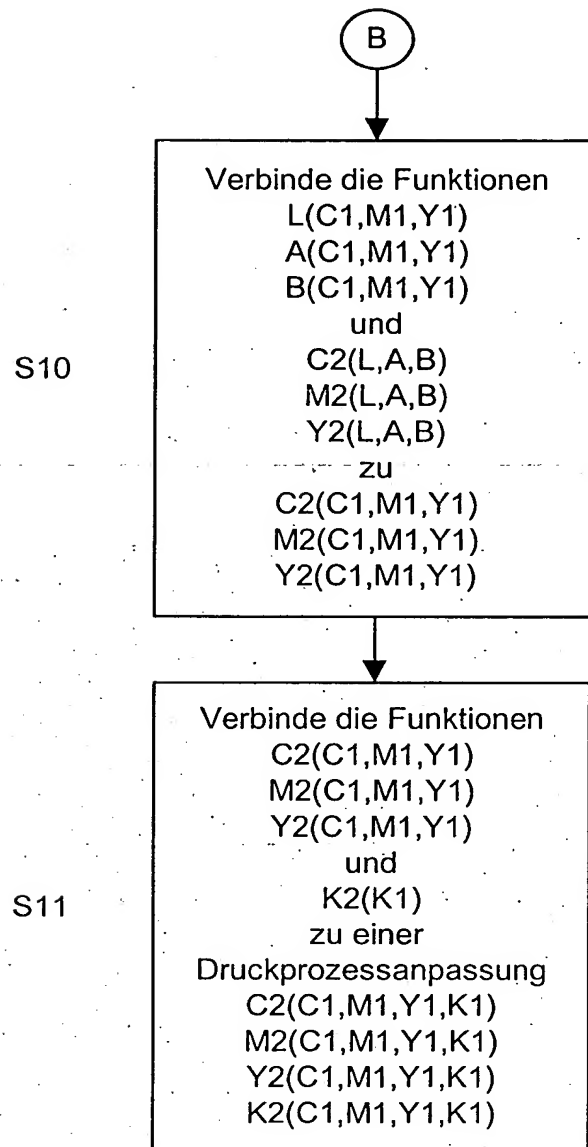 B
Verbinde die Funktionen
L(C1,M1,Y1)
A(C1,M1,Y1)
B(C1,M1,Y1)
und
S10
C2(L,A,B)
M2(L,A,B)
Y2(L,A,B)
zu
C2(C1,M1,Y1)
M2(C1,M1,Y1)
Y2(C1,M1,Y1)
Verbinde die Funktionen
C2(C1,M1,Y1)
M2(C1,M1,Y1)
Y2(C1,M1,Y1)
und
S11
K2(K1)
zu einer
Druckprozessanpassung
C2(C1,M1,Y1,K1)
M2(C1,M1,Y1,K1)
Y2(C1,M1,Y1,K1)
K2(C1,M1,Y1,K1)